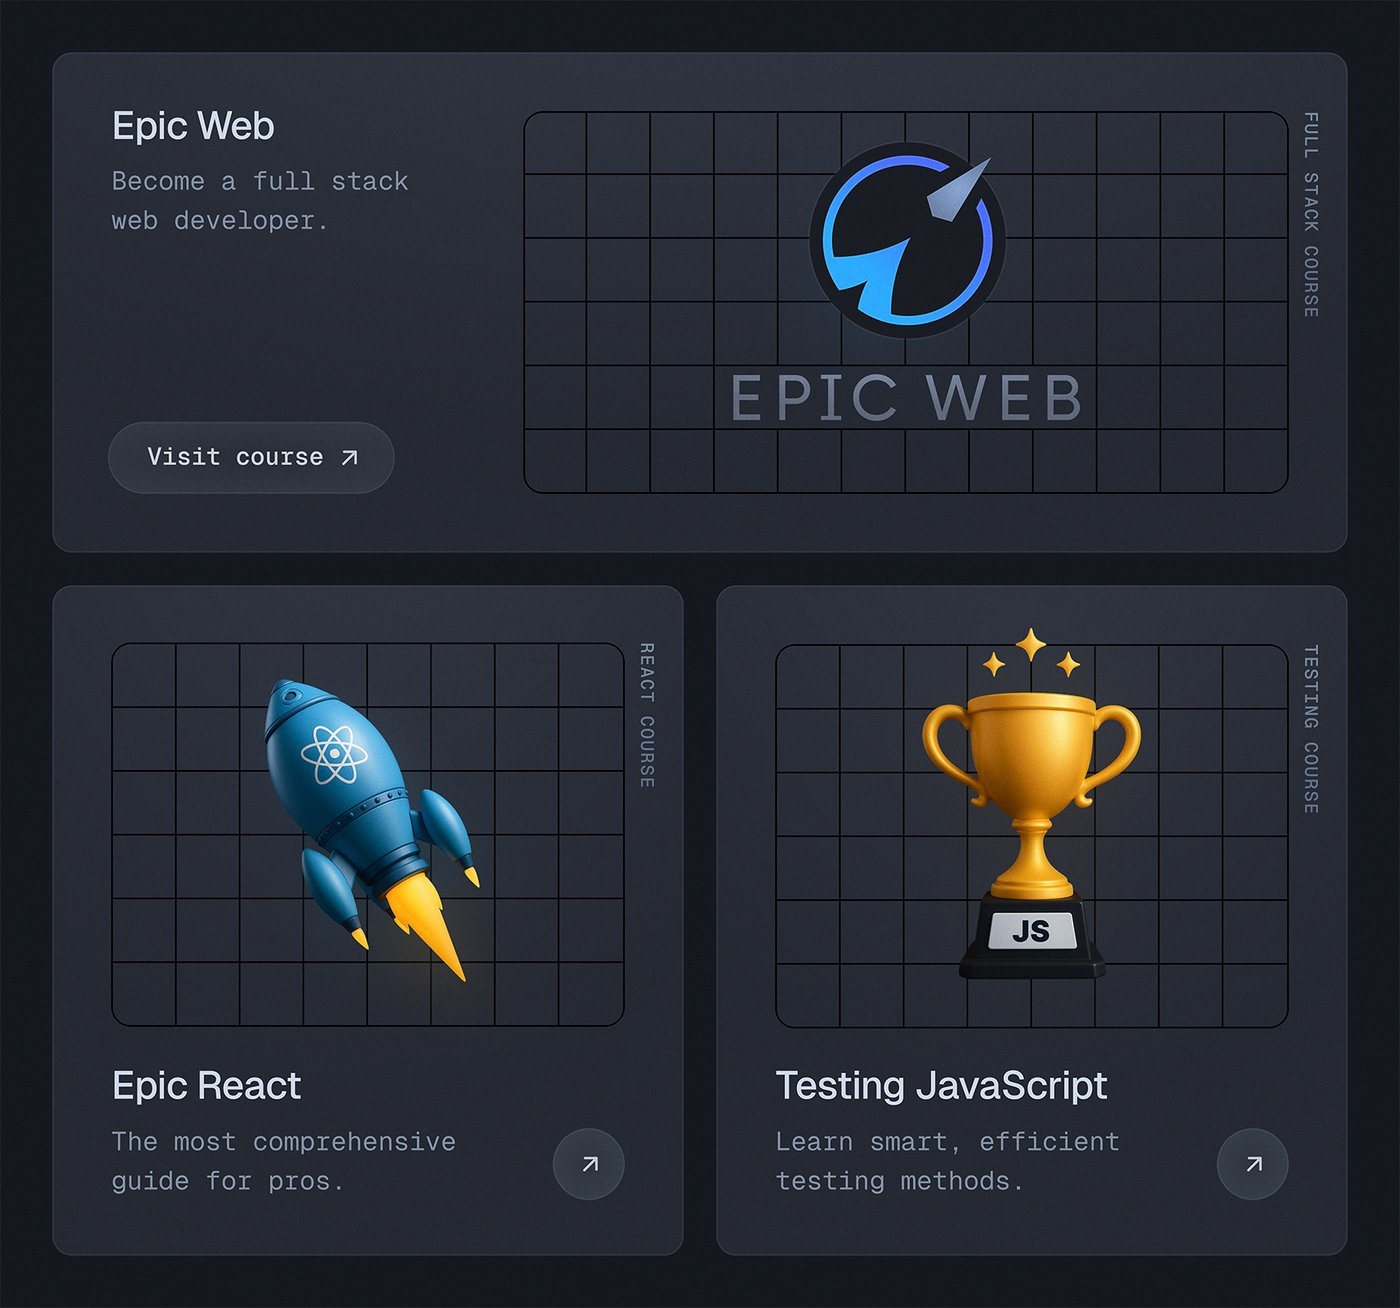 Epic Web
Become a full stack
web developer.
Visit course
EPIC WEB
FULL STACK COURSE
REACT COURSE
Epic React
The most comprehensive
guide for pros.
JS
TESTING COURSE
Testing JavaScript
Learn smart, efficient
testing methods.